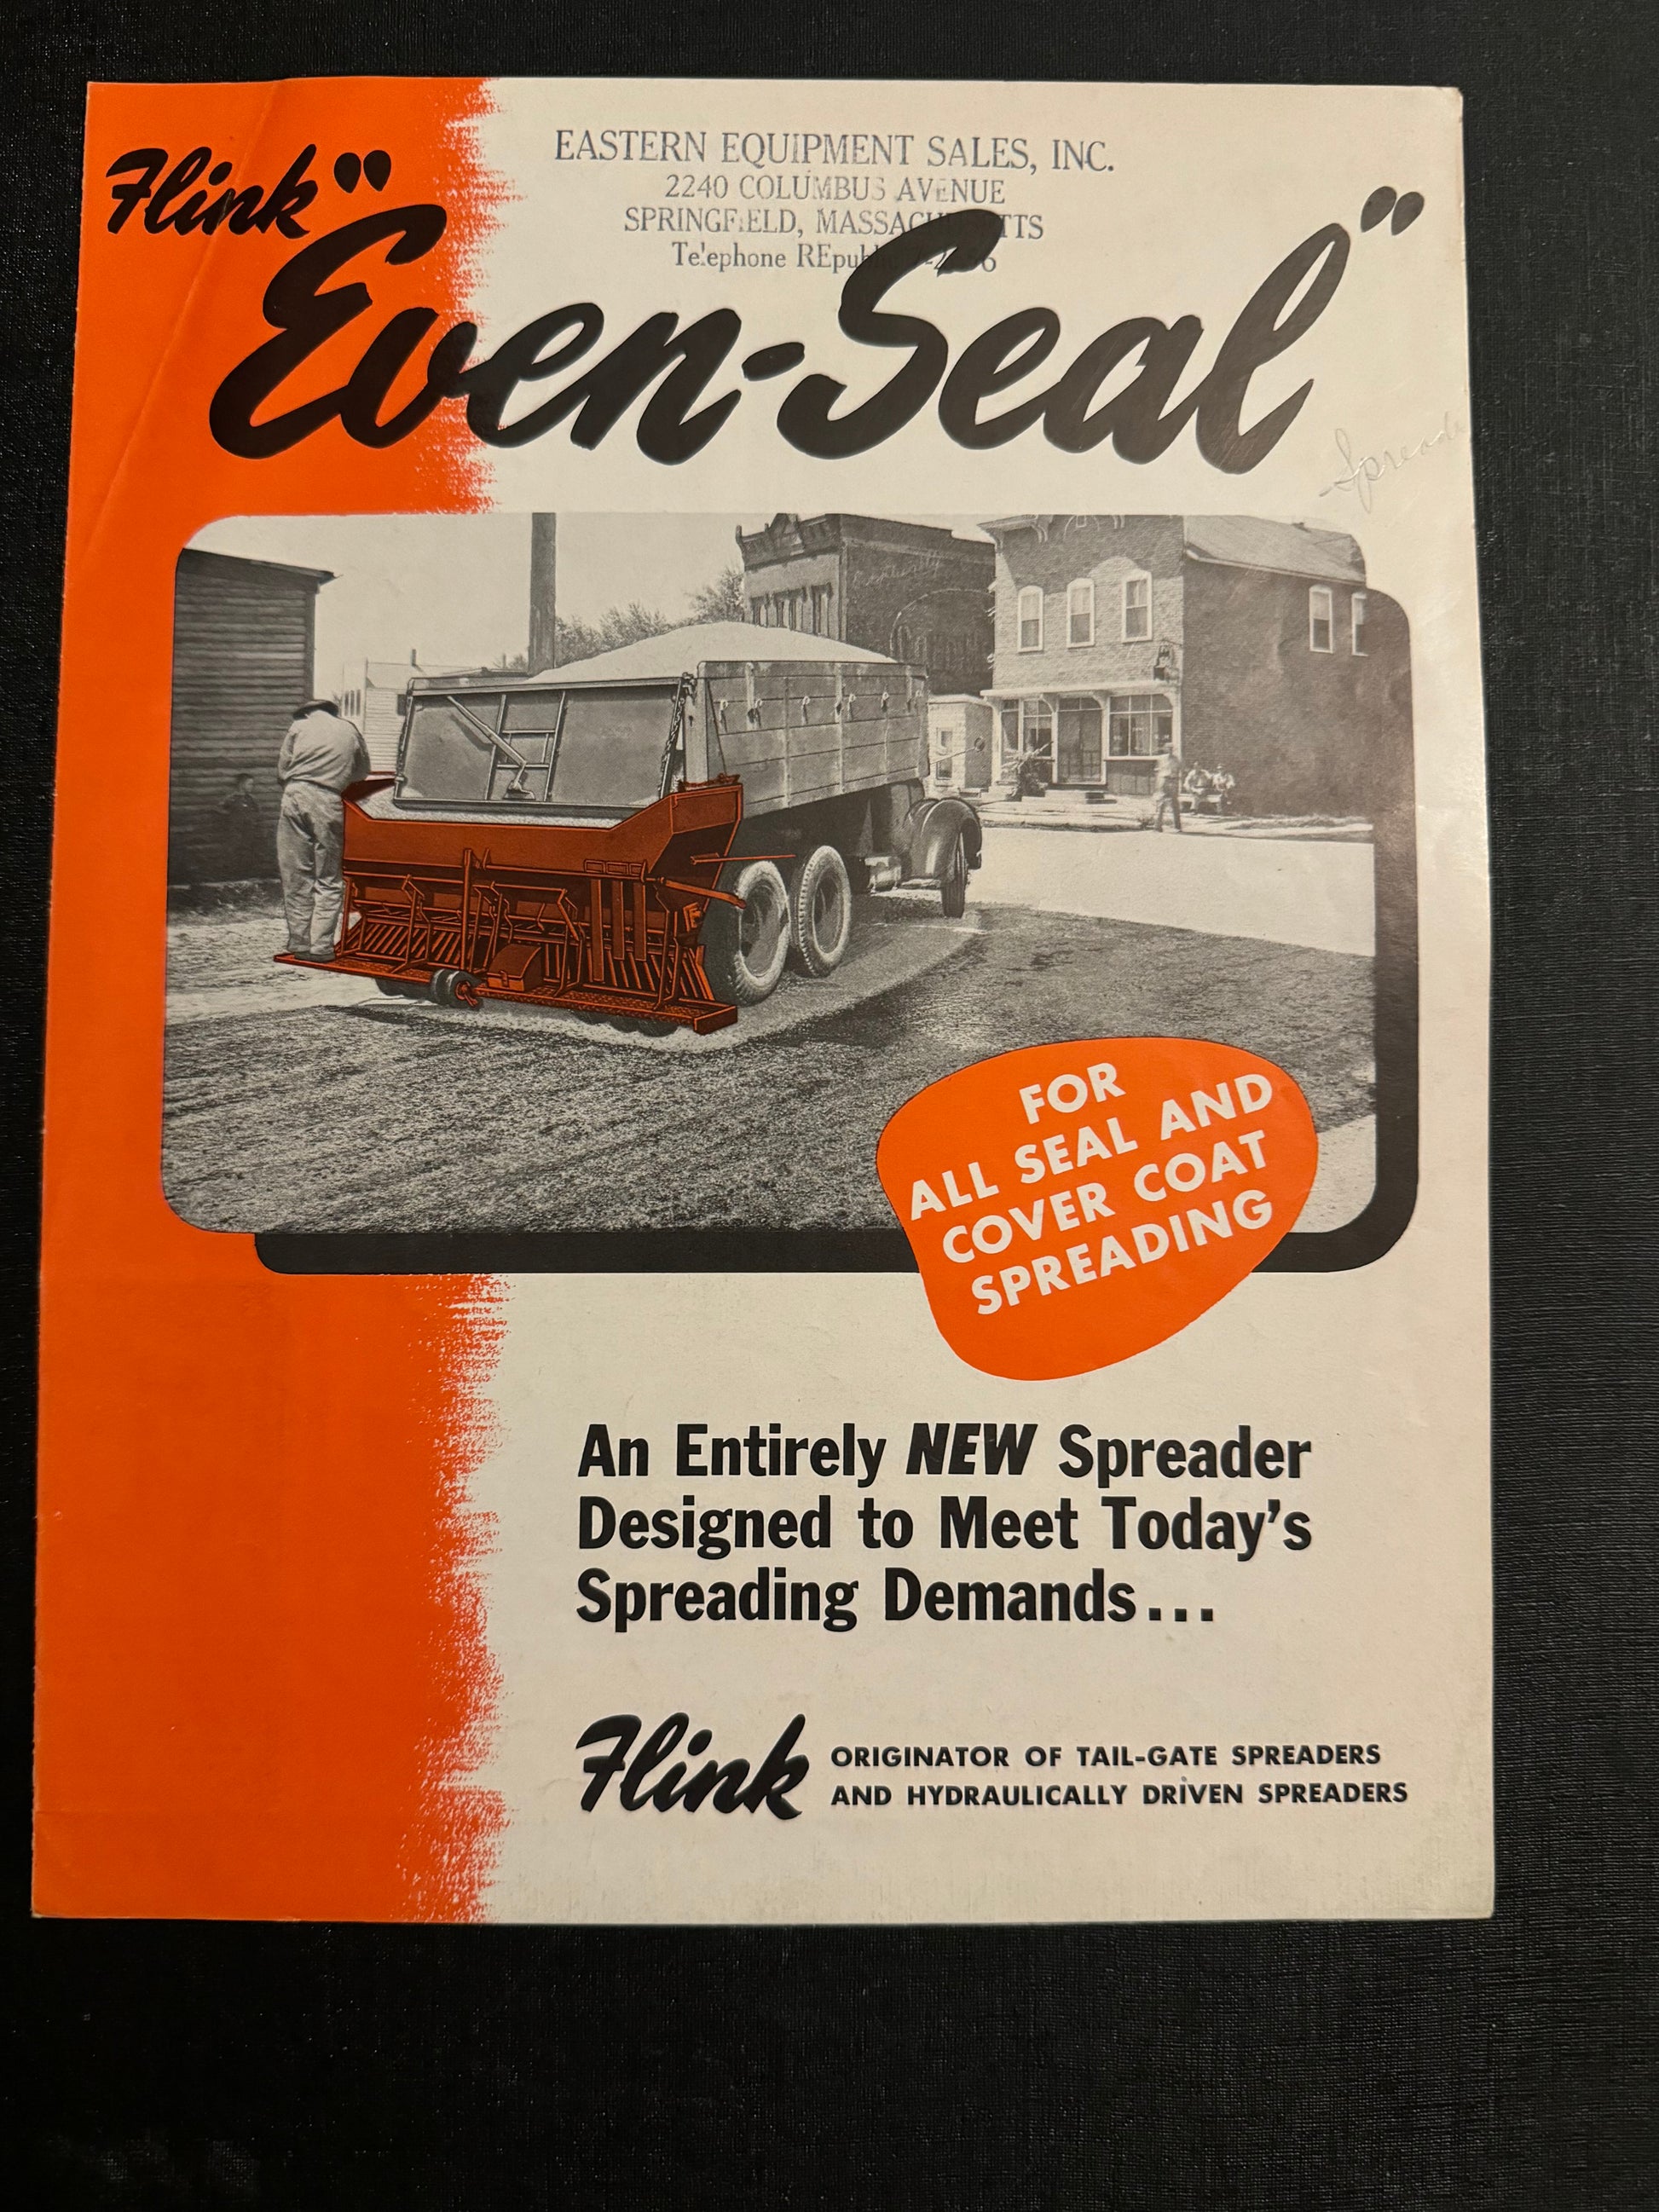 EASTERN EQUIPMENT SALES, INC.
2240 COLUMBUS AVENUE
SPRINGFIELD, MASSACHUSETTS
Telephone REpublic
Flink "Even-Seal"
FOR
ALL SEAL AND
COVER COAT
SPREADING
An Entirely NEW Spreader
Designed to Meet Today's
Spreading Demands...
Flink ORIGINATOR OF TAIL-GATE SPREADERS
AND HYDRAULICALLY DRIVEN SPREADERS